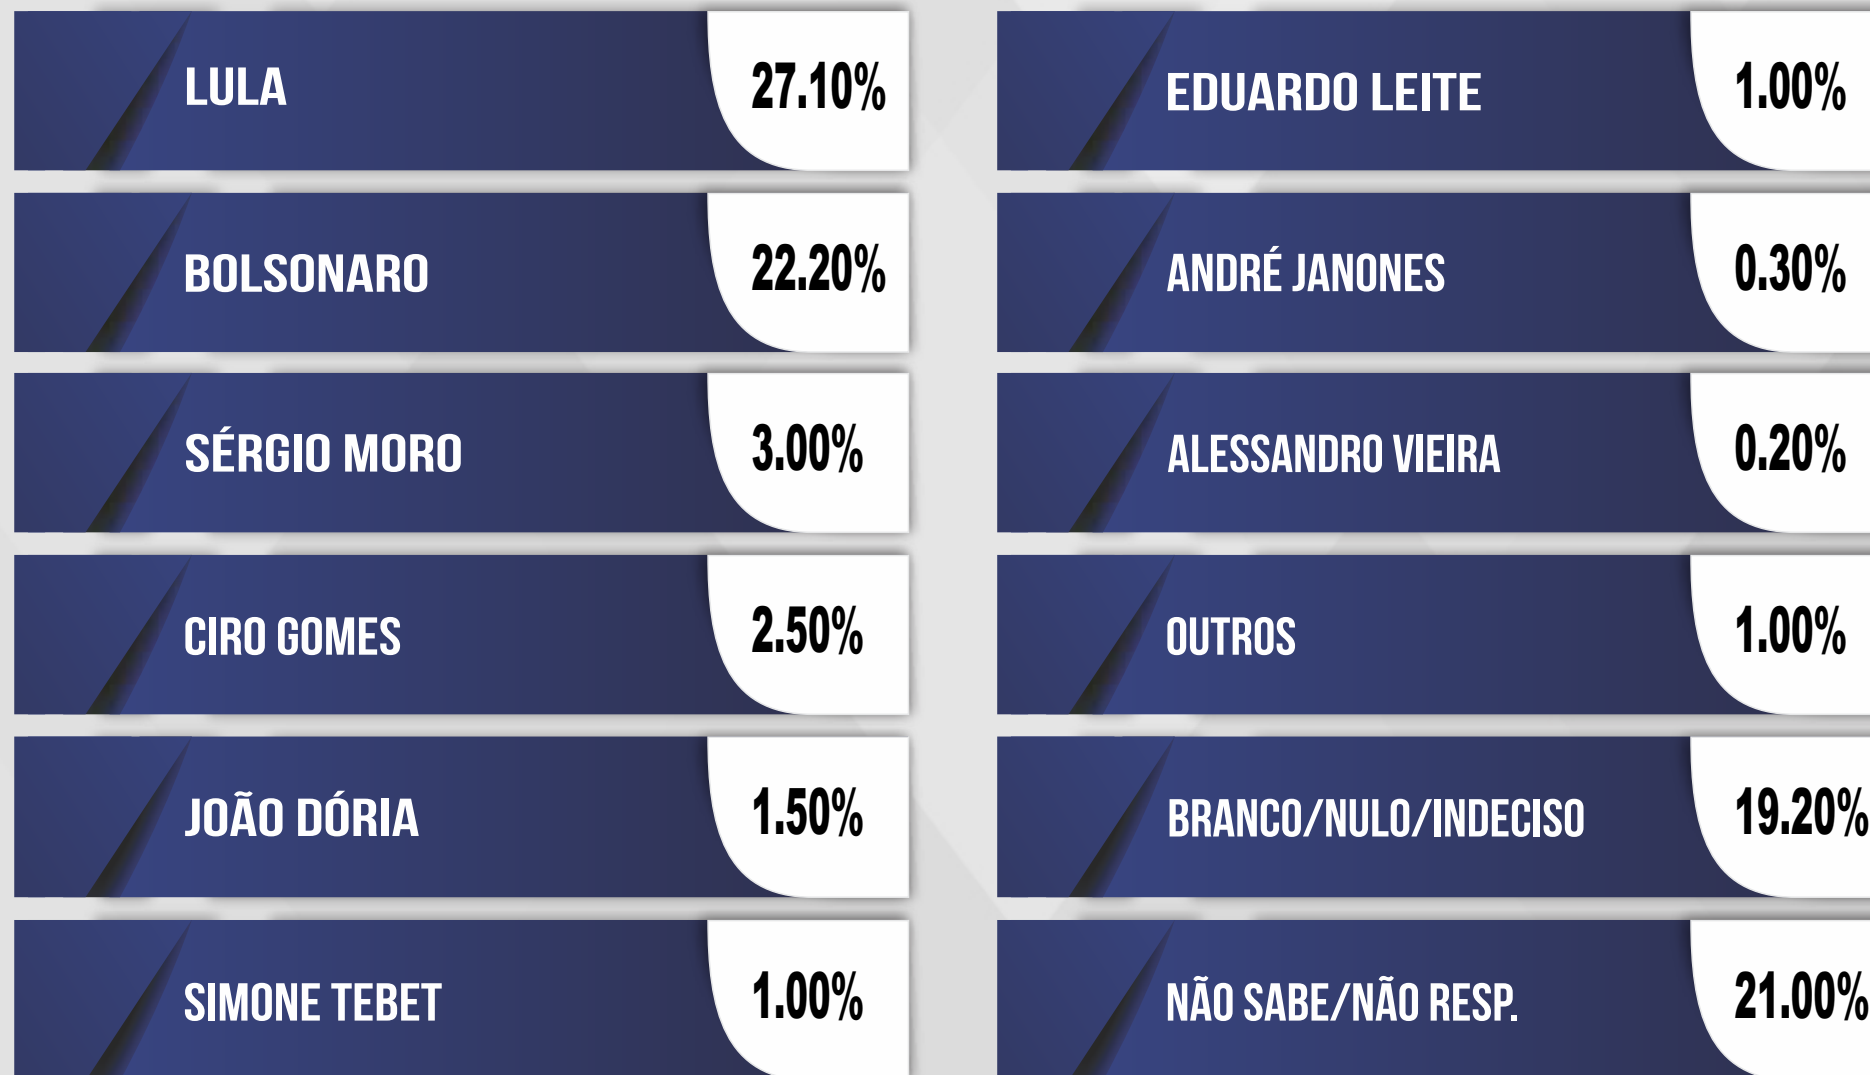 LULA 27.10%
BOLSONARO 22.20%
SÉRGIO MORO 3.00%
CIRO GOMES 2.50%
JOÃO DÓRIA 1.50%
SIMONE TEBET 1.00%
EDUARDO LEITE 1.00%
ANDRÉ JANONES 0.30%
ALESSANDRO VIEIRA 0.20%
OUTROS 1.00%
BRANCO/NULO/INDECISO 19.20%
NÃO SABE/NÃO RESP. 21.00%